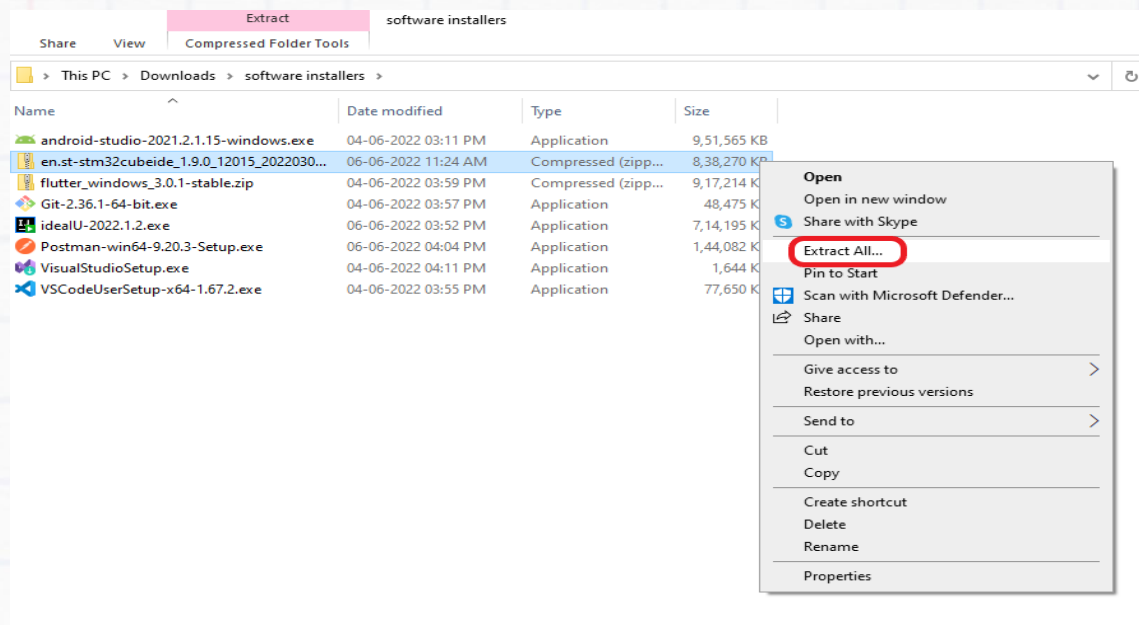 Extract
software installers
Share View Compressed Folder Tools
This PC Downloads software installers
Name Date modified Type Size
android-studio-2021.2.1.15-windows.exe 04-06-2022 03:11 PM Application 9,51,565 KB
en.st-stm32cubeide_1.9.0_12015_2022030... 06-06-2022 11:24 AM Compressed (zipp... 8,38,270 KB
flutter_windows_3.0.1-stable.zip 04-06-2022 03:59 PM Compressed (zipp... 9,17,214 K
Git-2.36.1-64-bit.exe 04-06-2022 03:57 PM Application 48,475 K
ideaIU-2022.1.2.exe 06-06-2022 03:52 PM Application 7,14,195 K
Postman-win64-9.20.3-Setup.exe 06-06-2022 04:04 PM Application 1,44,082 K
VisualStudioSetup.exe 04-06-2022 04:11 PM Application 1,644 K
VSCodeUserSetup-x64-1.67.2.exe 04-06-2022 03:55 PM Application 77,650 K
Open
Open in new window
Share with Skype
Extract All...
Pin to Start
Scan with Microsoft Defender...
Share
Open with...
Give access to
Restore previous versions
Send to
Cut
Copy
Create shortcut
Delete
Rename
Properties